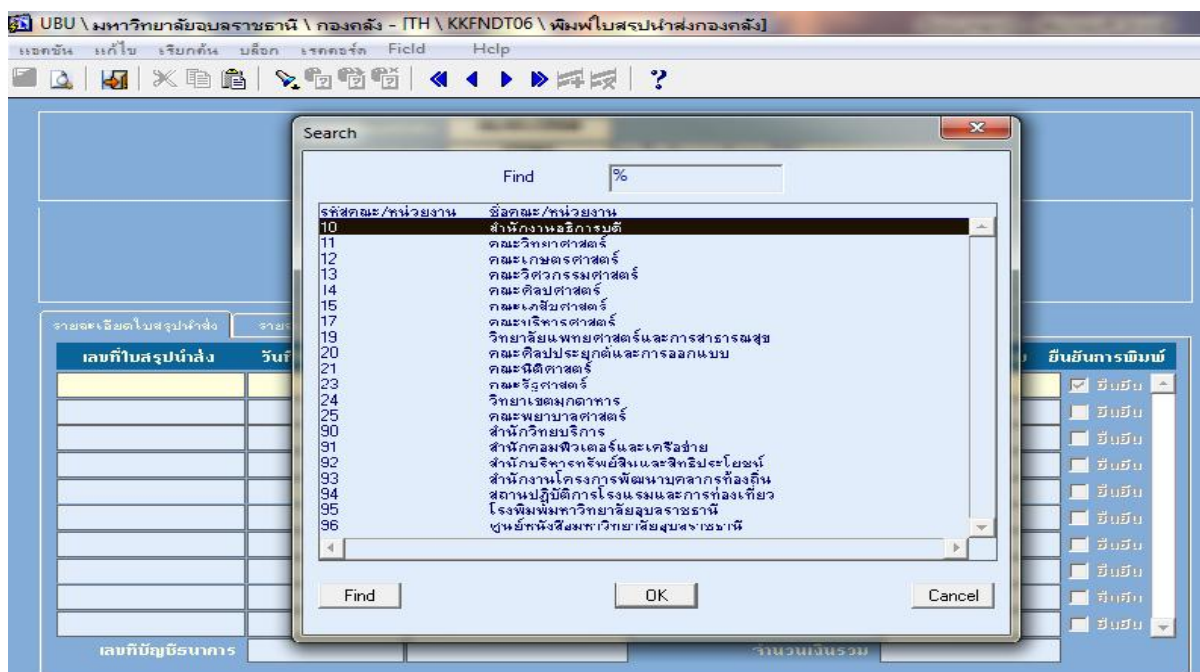 UBU \ มหาวิทยาลัยอุบลราชธานี \ กองคลัง - [TH \ KKFNDT06 \ พิมพ์ใบสรุปนำส่งกองคลัง]
แอคชัน แก้ไข เรียกค้น บล็อก เรคคอร์ด Field Help
Search
Find %
รหัสคณะ/หน่วยงาน ชื่อคณะ/หน่วยงาน
10 สำนักงานอธิการบดี
11 คณะวิทยาศาสตร์
12 คณะเกษตรศาสตร์
13 คณะวิศวกรรมศาสตร์
14 คณะศิลปศาสตร์
15 คณะเภสัชศาสตร์
17 คณะบริหารศาสตร์
19 วิทยาลัยแพทยศาสตร์และการสาธารณสุข
20 คณะศิลปประยุกต์และการออกแบบ
21 คณะนิติศาสตร์
23 คณะรัฐศาสตร์
24 วิทยาเขตมุกดาหาร
25 คณะพยาบาลศาสตร์
90 สำนักวิทยบริการ
91 สำนักคอมพิวเตอร์และเครือข่าย
92 สำนักบริหารทรัพย์สินและสิทธิประโยชน์
93 สำนักงานโครงการพัฒนาบุคลากรท้องถิ่น
94 สถานปฏิบัติการโรงแรมและการท่องเที่ยว
95 โรงพิมพ์มหาวิทยาลัยอุบลราชธานี
96 ศูนย์หนังสือมหาวิทยาลัยอุบลราชธานี
Find OK Cancel
รายละเอียดใบสรุปนำส่ง
เลขที่ใบสรุปนำส่ง ยืนยันการพิมพ์
ยืนยัน
ยืนยัน
ยืนยัน
ยืนยัน
ยืนยัน
ยืนยัน
ยืนยัน
ยืนยัน
ยืนยัน
ยืนยัน
เลขที่บัญชีธนาคาร จำนวนเงินรวม